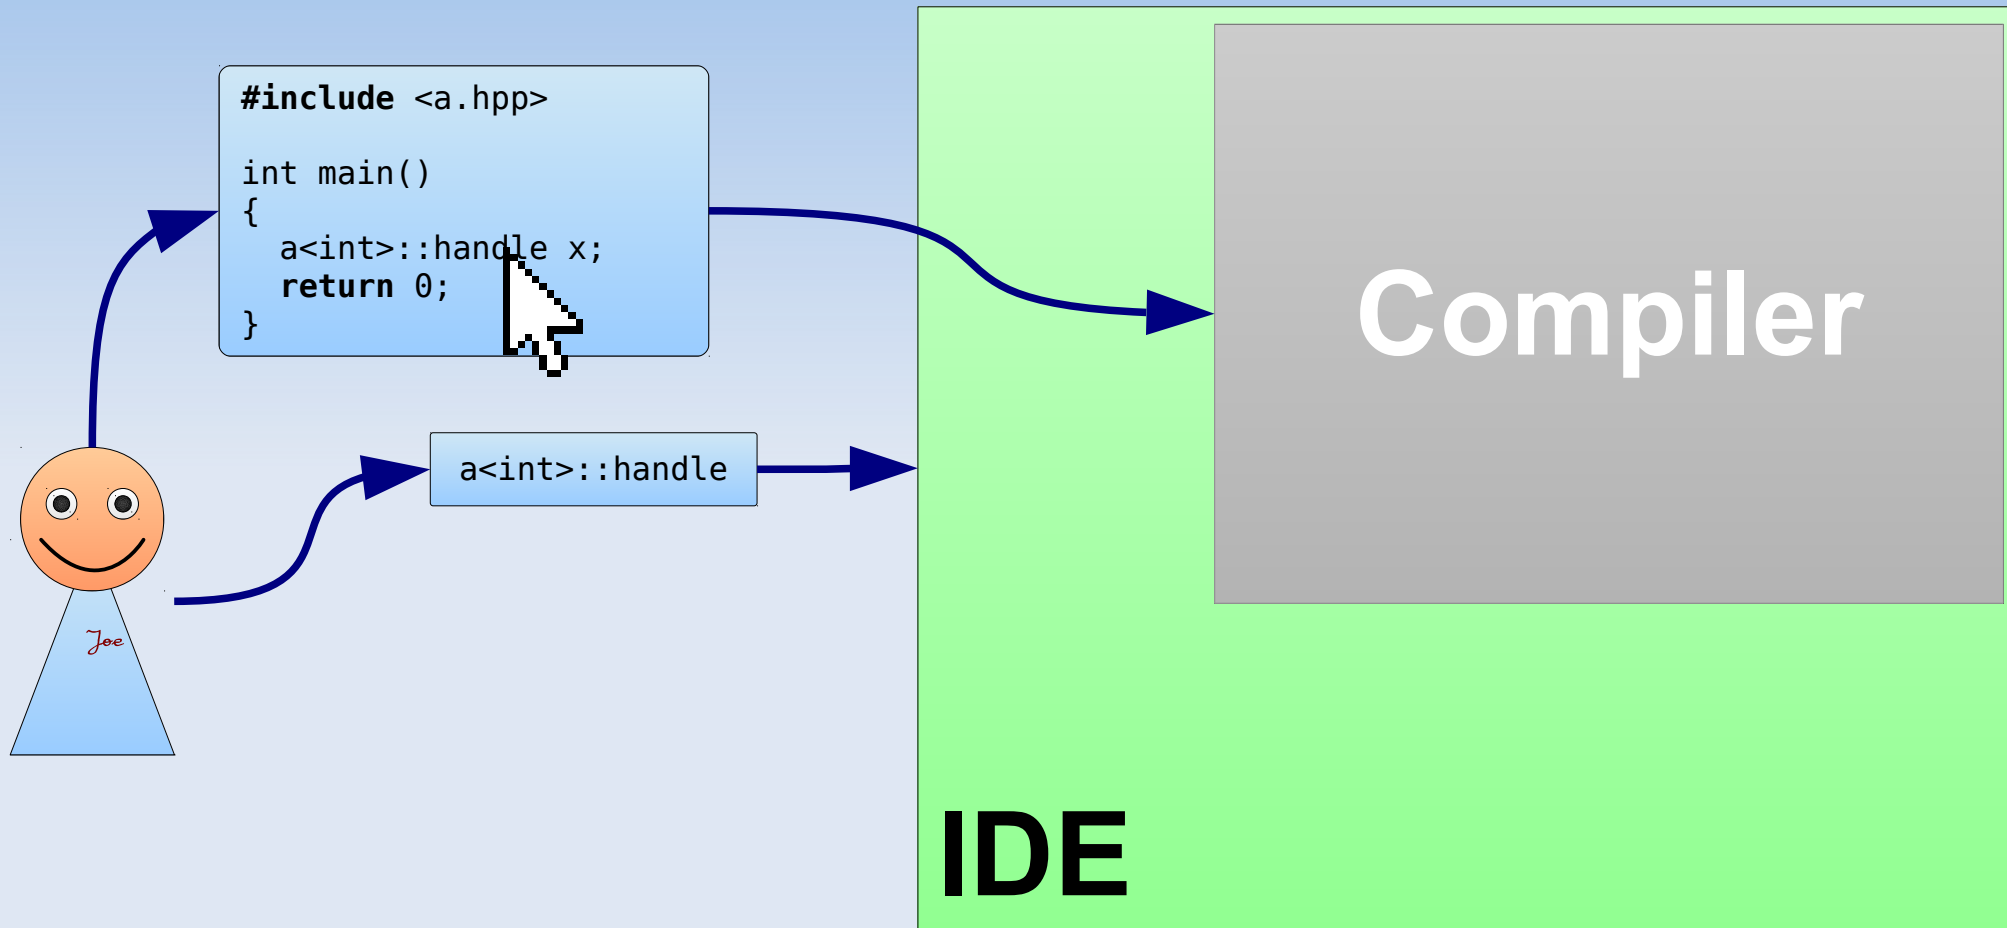 #include <a.hpp>

int main()
{
  a<int>::handle x;
  return 0;
}
Compiler
a<int>::handle
Joe
IDE